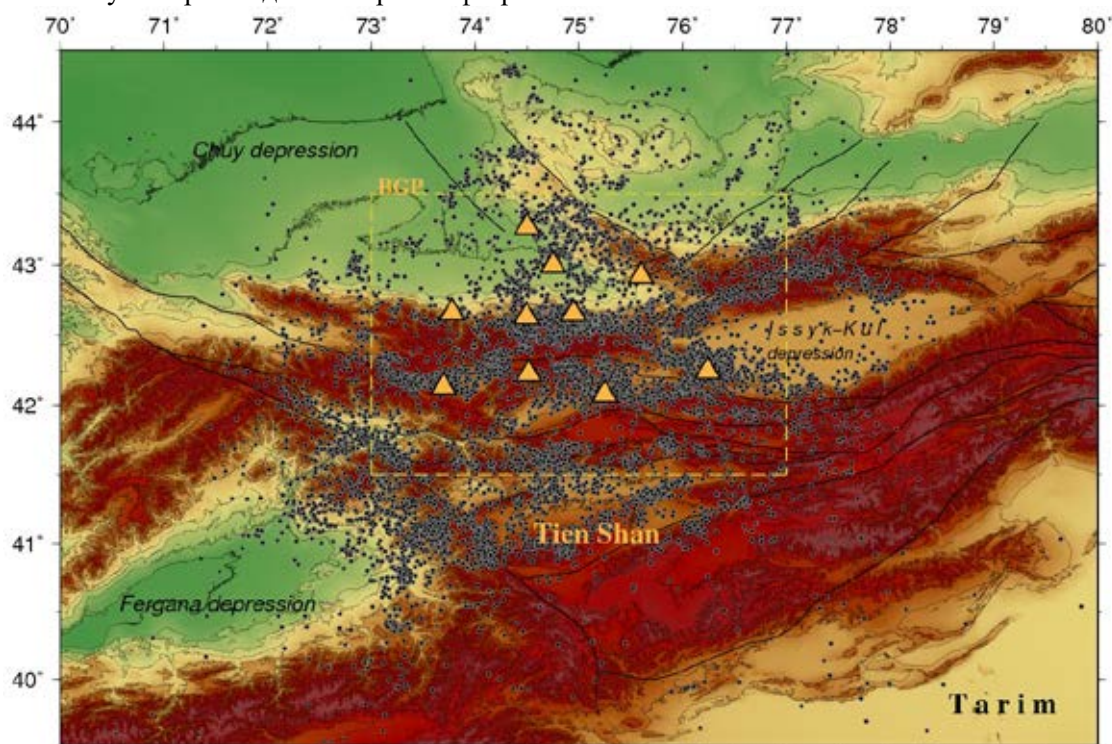 70˚ 71˚ 72˚ 73˚ 74˚ 75˚ 76˚ 77˚ 78˚ 79˚ 80˚
44˚
Chuy depression
BGP
43˚
Issyk-Kul
depression
42˚
Tien Shan
41˚
Fergana depression
40˚
Tarim